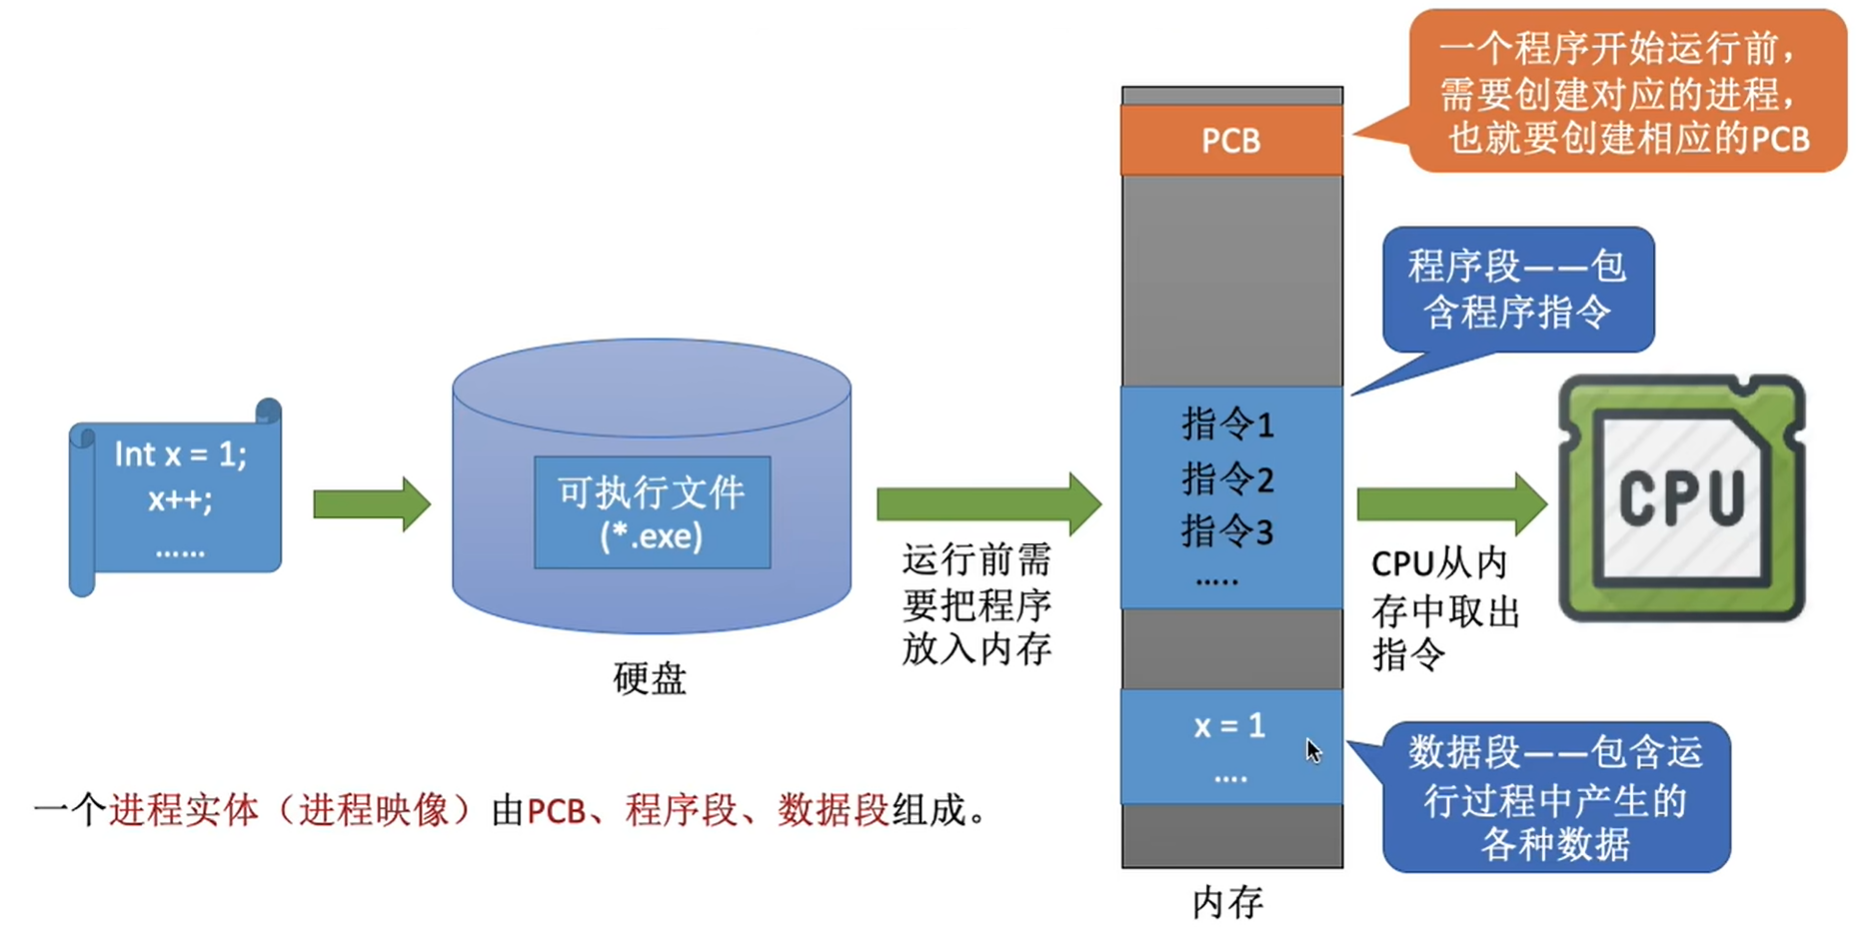 一个程序开始运行前，
需要创建对应的进程，
也就要创建相应的PCB
PCB
程序段——包
含程序指令
Int x = 1;
x++;
……
可执行文件
(*.exe)
硬盘
运行前需
要把程序
放入内存
指令1
指令2
指令3
…..
CPU从内
存中取出
指令
CPU
x = 1
….
数据段——包含运
行过程中产生的
各种数据
一个进程实体（进程映像）由PCB、程序段、数据段组成。
内存